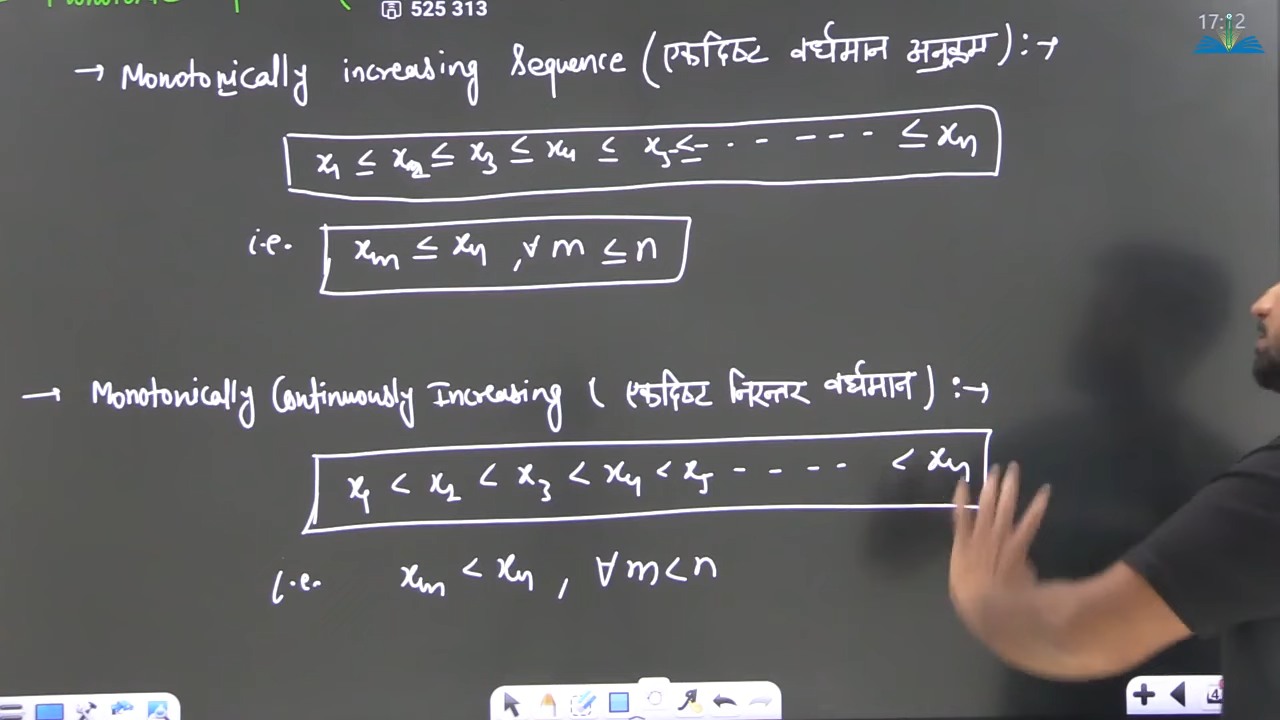 525 313
17:12
→ Monotonically increasing Sequence (एकदिष्ट वर्धमान अनुक्रम) :→
x₁ ≤ x₂ ≤ x₃ ≤ x₄ ≤ x₅ ≤ - . - - - - ≤ xₙ
i.e. xₘ ≤ xₙ , ∀ m ≤ n
→ Monotonically Continuously Increasing ( एकदिष्ट निरन्तर वर्धमान ) :→
x₁ < x₂ < x₃ < x₄ < x₅ - - - - - < xₙ
i.e. xₘ < xₙ , ∀ m < n